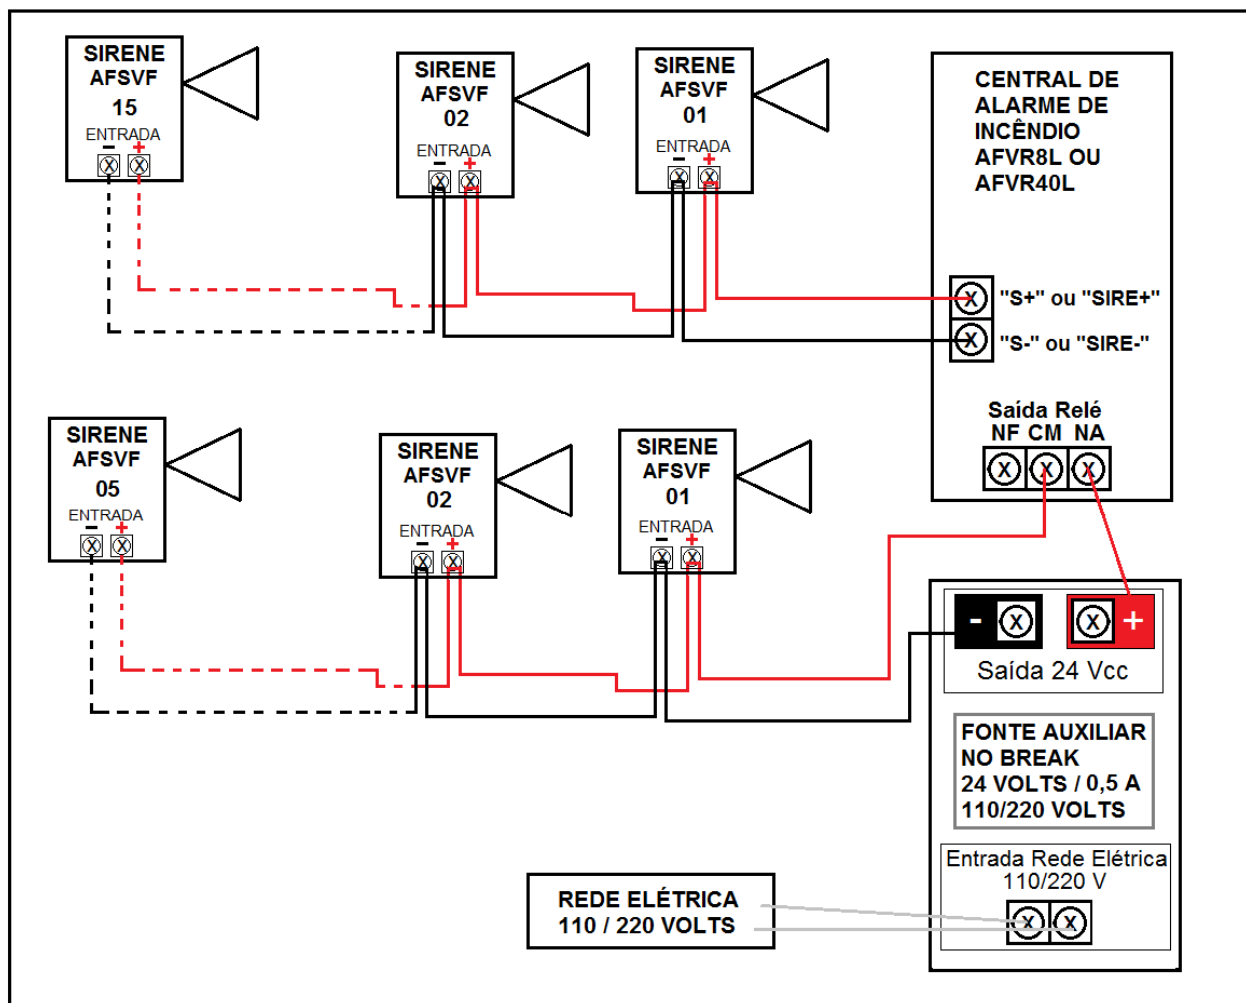 SIRENE
AFSVF
15
ENTRADA
- +
X X
SIRENE
AFSVF
02
ENTRADA
- +
X X
SIRENE
AFSVF
01
ENTRADA
- +
X X
CENTRAL DE
ALARME DE
INCÊNDIO
AFVR8L OU
AFVR40L
X "S+" ou "SIRE+"
X "S-" ou "SIRE-"
Saída Relé
NF CM NA
X X X
SIRENE
AFSVF
05
ENTRADA
- +
X X
SIRENE
AFSVF
02
ENTRADA
- +
X X
SIRENE
AFSVF
01
ENTRADA
- +
X X
- X X +
Saída 24 Vcc
FONTE AUXILIAR
NO BREAK
24 VOLTS / 0,5 A
110/220 VOLTS
Entrada Rede Elétrica
110/220 V
X X
REDE ELÉTRICA
110 / 220 VOLTS